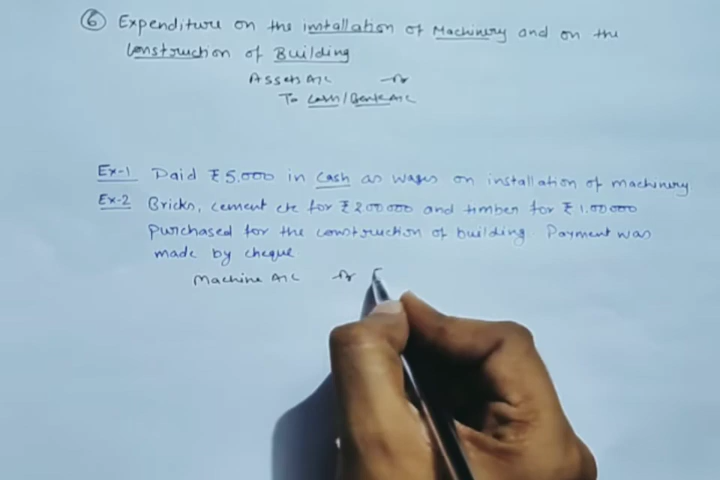 ⑥ Expenditure on the installation of Machinery and on the
Construction of Building
Assets A/c Dr
To Cash/Bank A/c
Ex-1 Paid ₹5,000 in cash as wages on installation of machinery
Ex-2 Bricks, cement etc for ₹200000 and timber for ₹1,00000
purchased for the construction of building Payment was
made by cheque
Machine A/c Dr